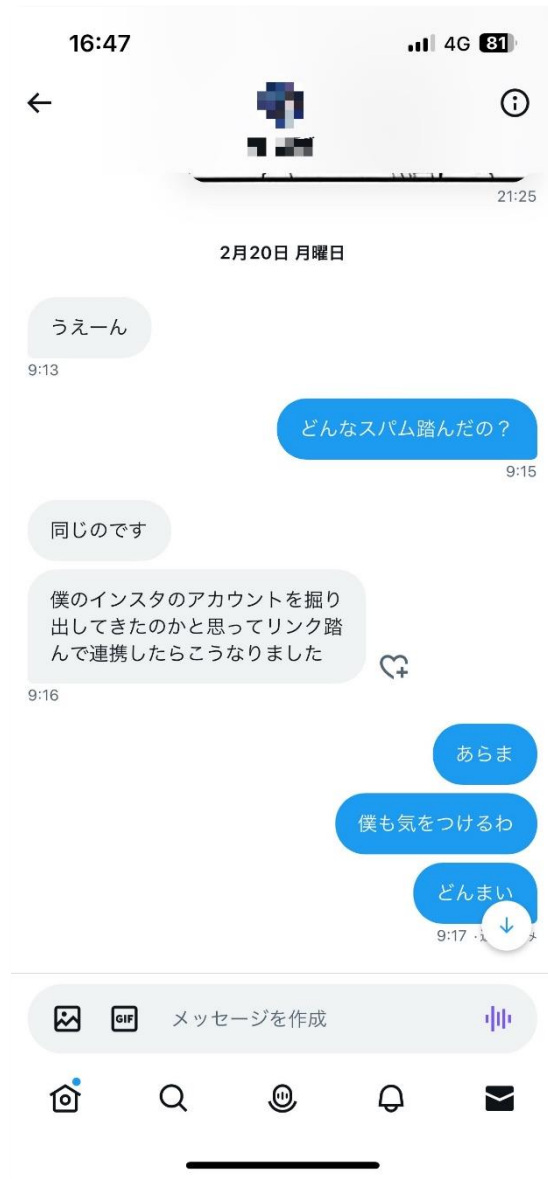 16:47
4G 81
21:25
2月20日 月曜日
うえーん
9:13
どんなスパム踏んだの？
9:15
同じのです
僕のインスタのアカウントを掘り
出してきたのかと思ってリンク踏
んで連携したらこうなりました
9:16
あらま
僕も気をつけるわ
どんまい
9:17
GIF
メッセージを作成